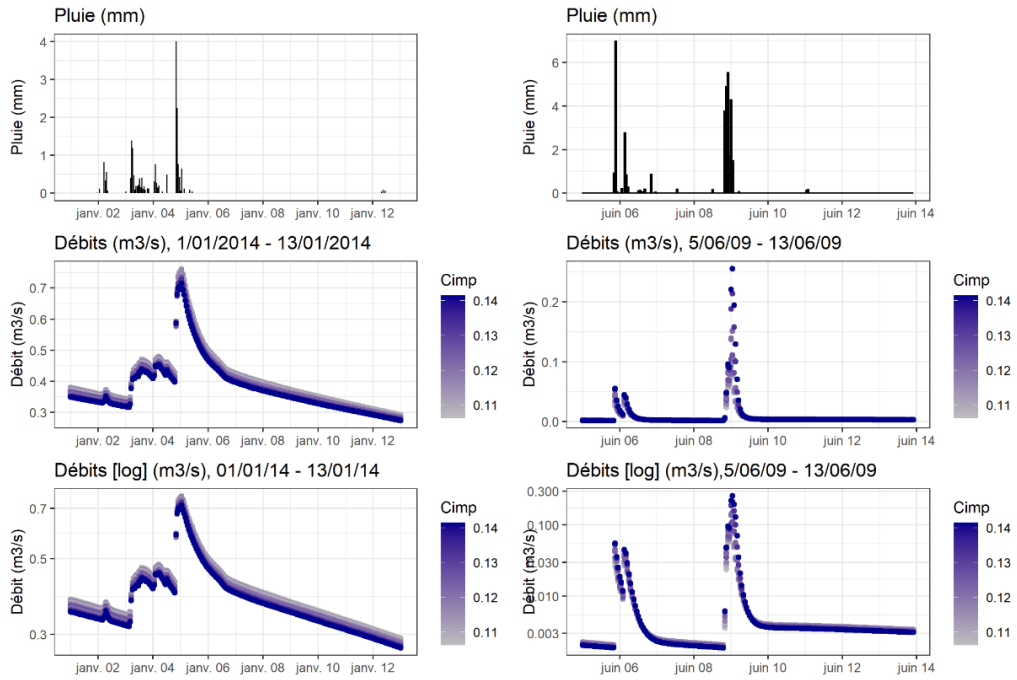 Pluie (mm)
Pluie (mm)
4
3
2
1
0
Pluie (mm)
janv. 02 janv. 04 janv. 06 janv. 08 janv. 10 janv. 12
6
4
2
0
Pluie (mm)
juin 06 juin 08 juin 10 juin 12 juin 14
Débits (m3/s), 1/01/2014 - 13/01/2014
0.7
0.6
0.5
0.4
0.3
Débit (m3/s)
janv. 02 janv. 04 janv. 06 janv. 08 janv. 10 janv. 12
Cimp
0.14
0.13
0.12
0.11
Débits (m3/s), 5/06/09 - 13/06/09
0.2
0.1
0.0
Débit (m3/s)
juin 06 juin 08 juin 10 juin 12 juin 14
Cimp
0.14
0.13
0.12
0.11
Débits [log] (m3/s), 01/01/14 - 13/01/14
0.7
0.5
0.3
Débit (m3/s)
janv. 02 janv. 04 janv. 06 janv. 08 janv. 10 janv. 12
Cimp
0.14
0.13
0.12
0.11
Débits [log] (m3/s),5/06/09 - 13/06/09
0.300
0.100
0.030
0.010
0.003
Débit (m3/s)
juin 06 juin 08 juin 10 juin 12 juin 14
Cimp
0.14
0.13
0.12
0.11